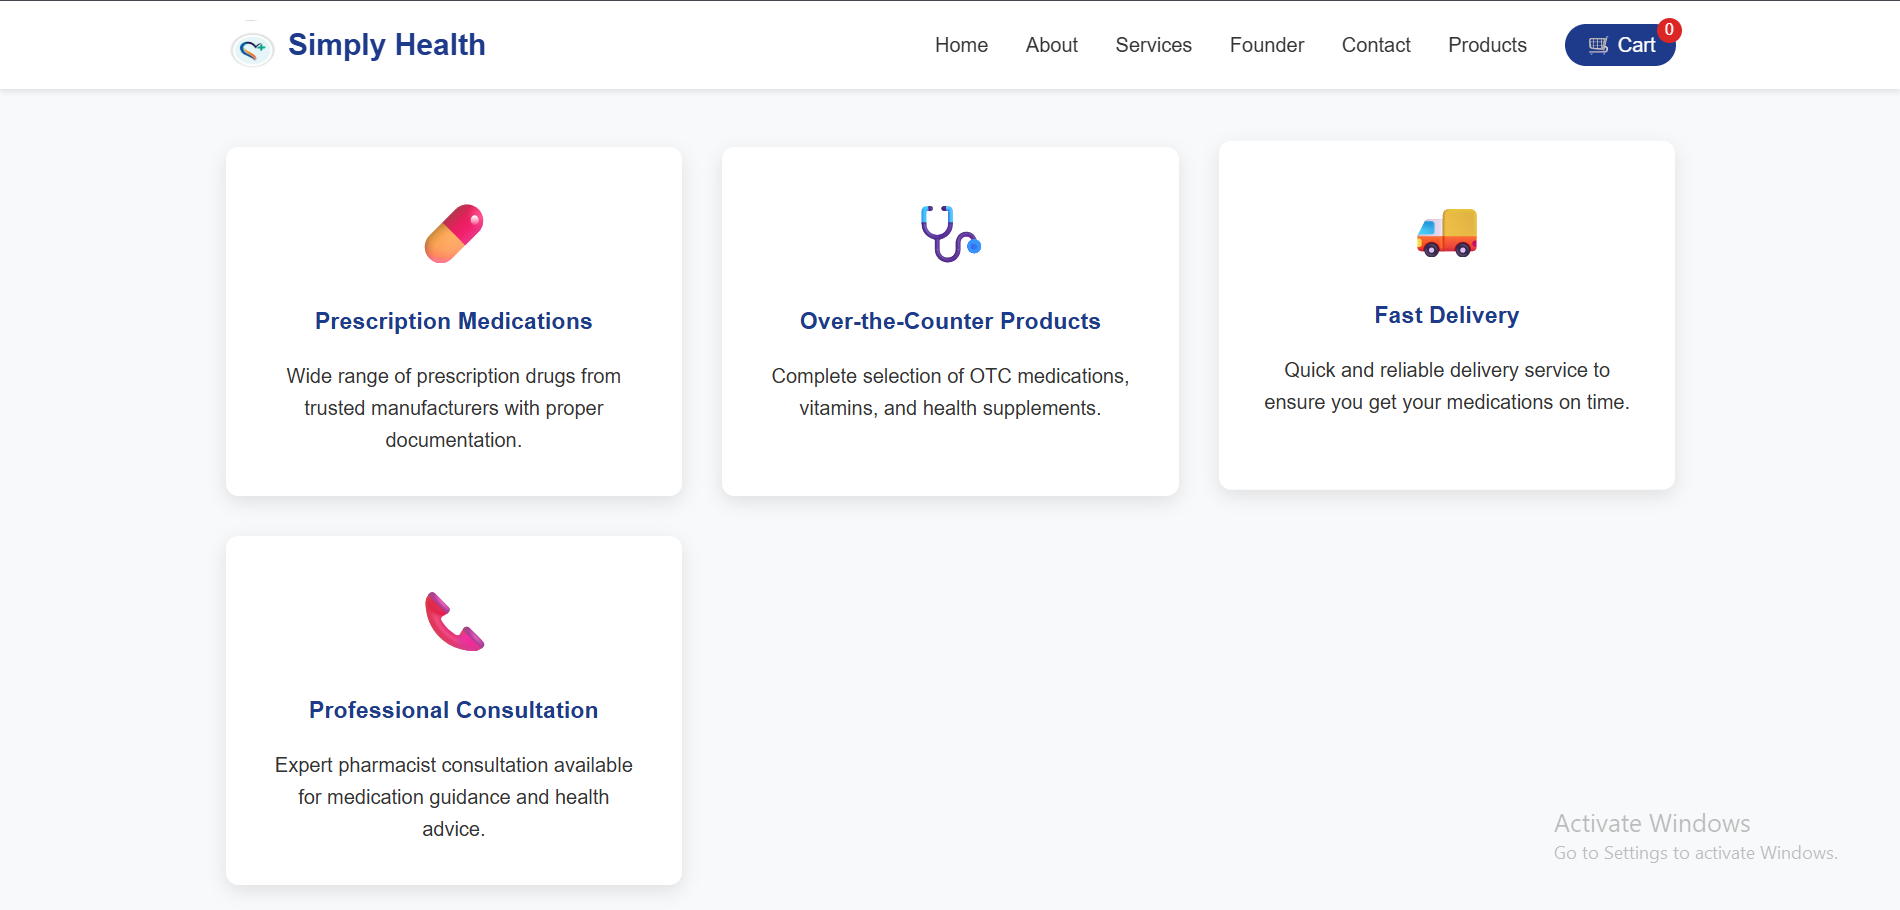 Simply Health
Home About Services Founder Contact Products Cart 0
Prescription Medications
Wide range of prescription drugs from
trusted manufacturers with proper
documentation.
Over-the-Counter Products
Complete selection of OTC medications,
vitamins, and health supplements.
Fast Delivery
Quick and reliable delivery service to
ensure you get your medications on time.
Professional Consultation
Expert pharmacist consultation available
for medication guidance and health
advice.
Activate Windows
Go to Settings to activate Windows.